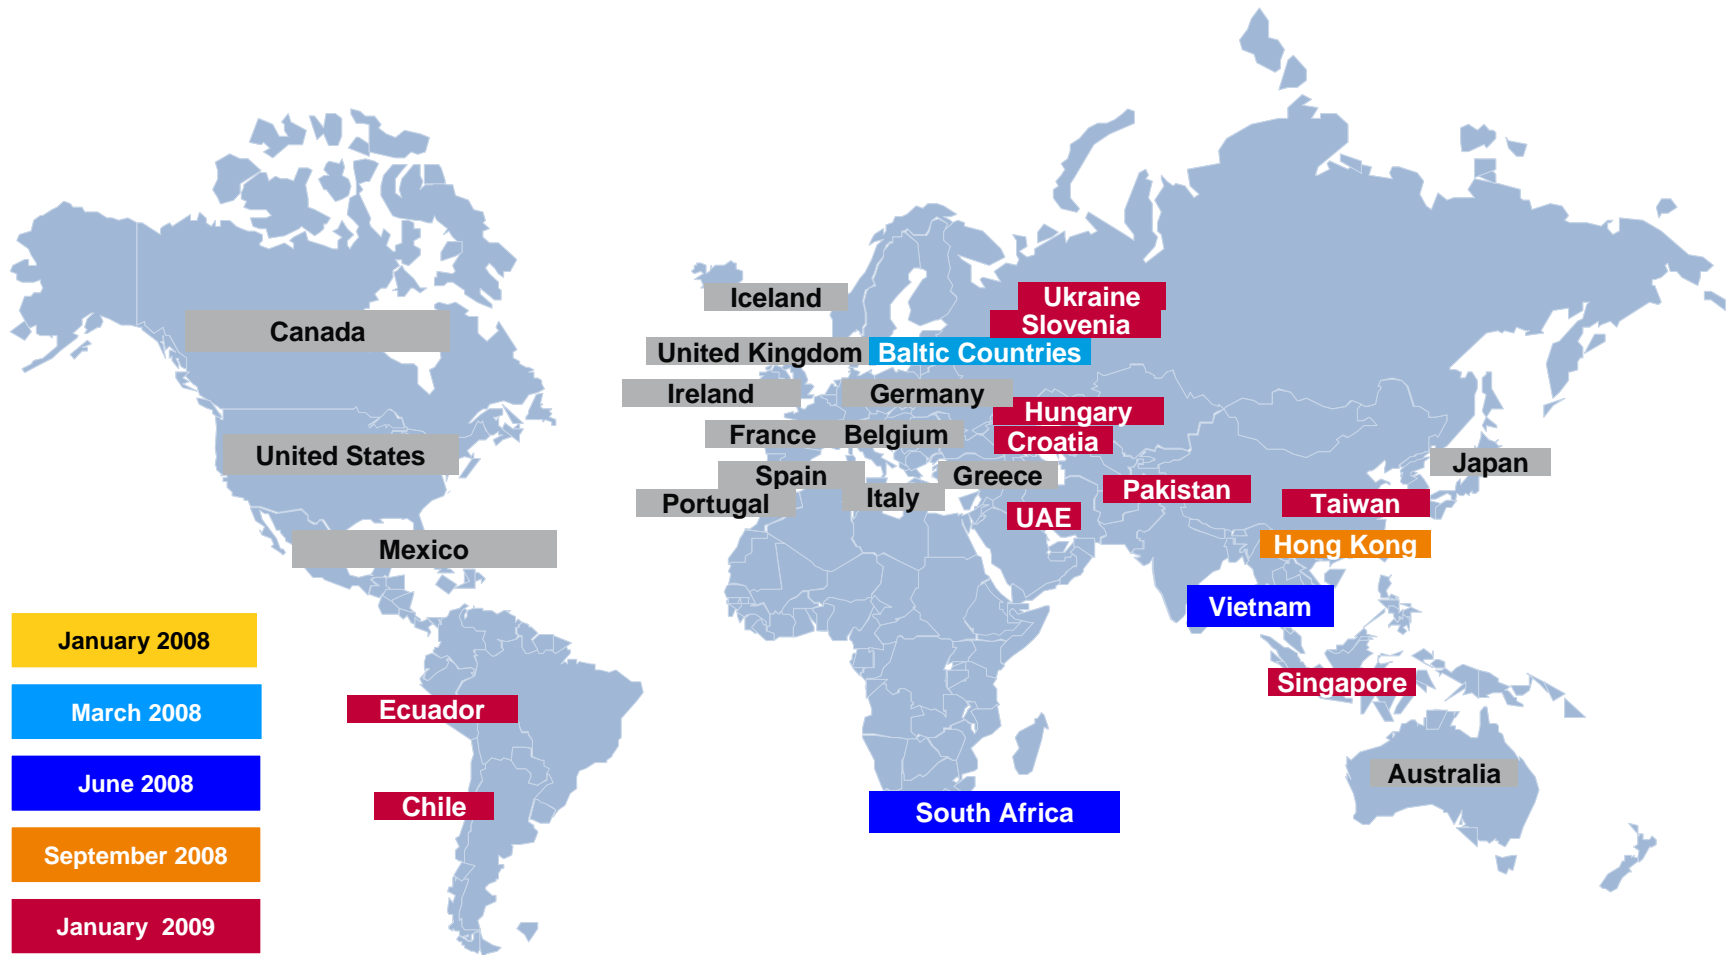 Iceland
Ukraine
Slovenia
Canada
United Kingdom
Baltic Countries
Ireland
Germany
Hungary
France
Belgium
Croatia
United States
Japan
Spain
Greece
Portugal
Italy
Pakistan
Taiwan
UAE
Mexico
Hong Kong
Vietnam
January 2008
Singapore
March 2008
Ecuador
June 2008
Australia
Chile
South Africa
September 2008
January 2009